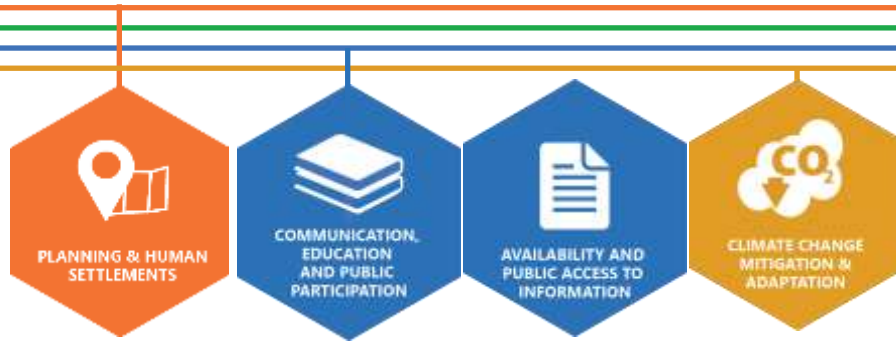 PLANNING & HUMAN
SETTLEMENTS
COMMUNICATION,
EDUCATION
AND PUBLIC
PARTICIPATION
AVAILABILITY AND
PUBLIC ACCESS TO
INFORMATION
CO2
CLIMATE CHANGE
MITIGATION &
ADAPTATION